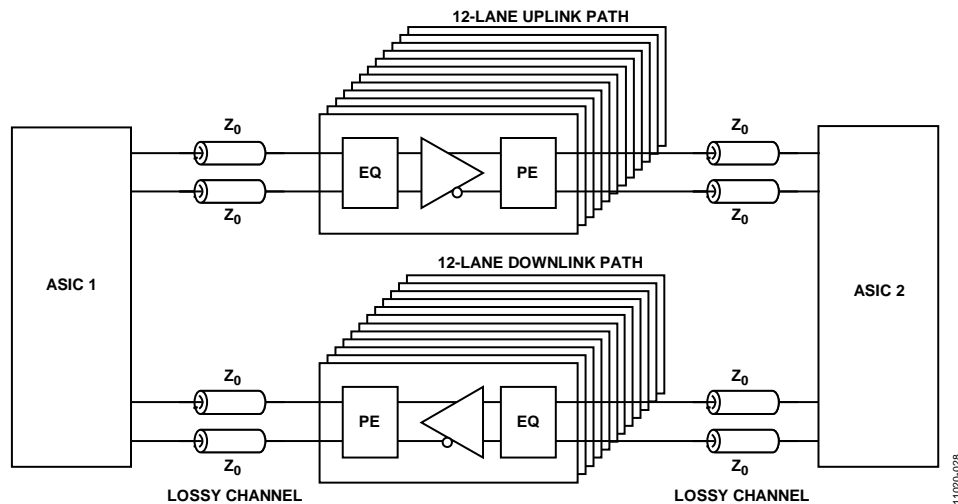 12-LANE UPLINK PATH
Z0
Z0
EQ
PE
Z0
Z0
ASIC 1
ASIC 2
12-LANE DOWNLINK PATH
Z0
Z0
PE
EQ
Z0
Z0
LOSSY CHANNEL
LOSSY CHANNEL
11020-028